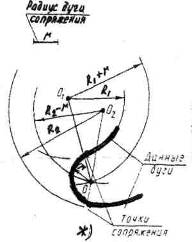 Радиус дуги
сопряжения
r
R₁+r
O₁
R₁
O₂
R₂-r
R₂
Данные
дуги
r
O
Точки
сопряжения
ж)